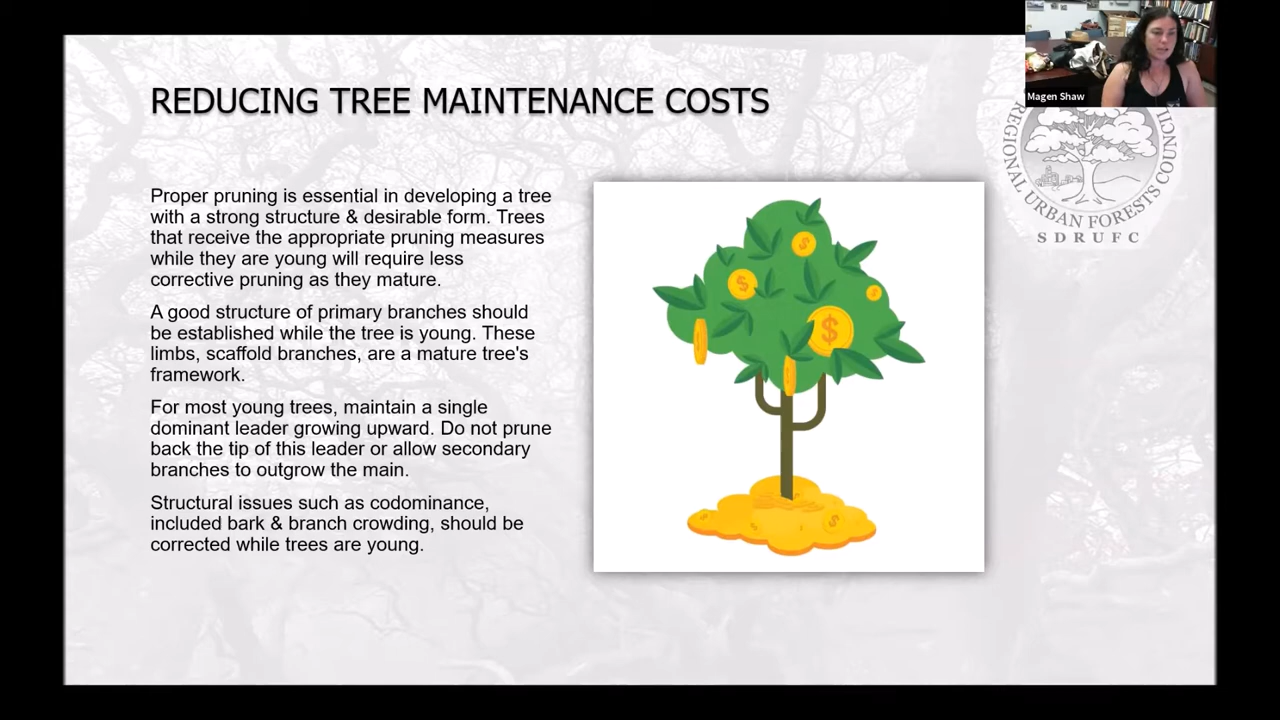 REDUCING TREE MAINTENANCE COSTS
Magen Shaw
REGIONAL URBAN FORESTS COUNCIL
SDRUFC
Proper pruning is essential in developing a tree
with a strong structure & desirable form. Trees
that receive the appropriate pruning measures
while they are young will require less
corrective pruning as they mature.
A good structure of primary branches should
be established while the tree is young. These
limbs, scaffold branches, are a mature tree's
framework.
For most young trees, maintain a single
dominant leader growing upward. Do not prune
back the tip of this leader or allow secondary
branches to outgrow the main.
Structural issues such as codominance,
included bark & branch crowding, should be
corrected while trees are young.
$
$
$
$
$